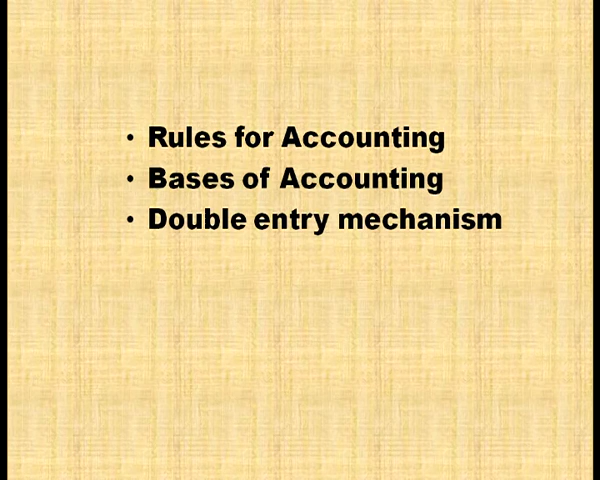 • Rules for Accounting
• Bases of Accounting
• Double entry mechanism